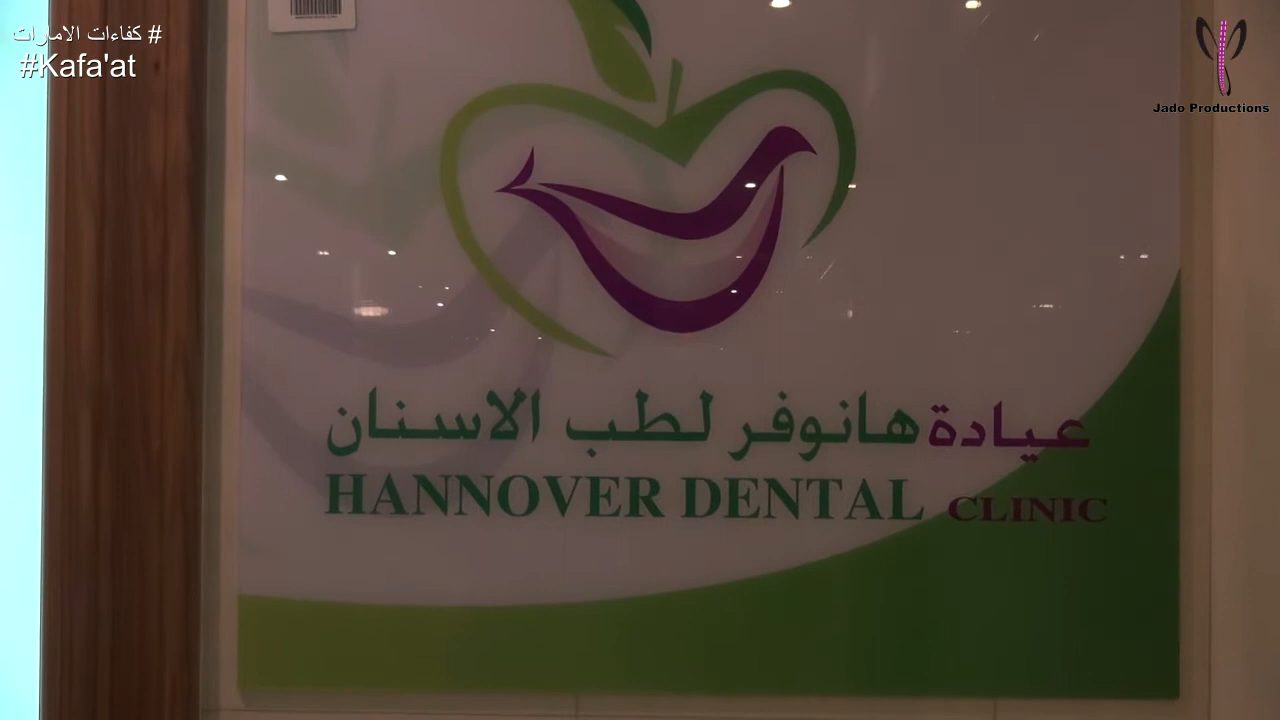 # كفاءات الامارات
#Kafa'at
Jado Productions
عيادة هانوفر لطب الاسنان
HANNOVER DENTAL CLINIC